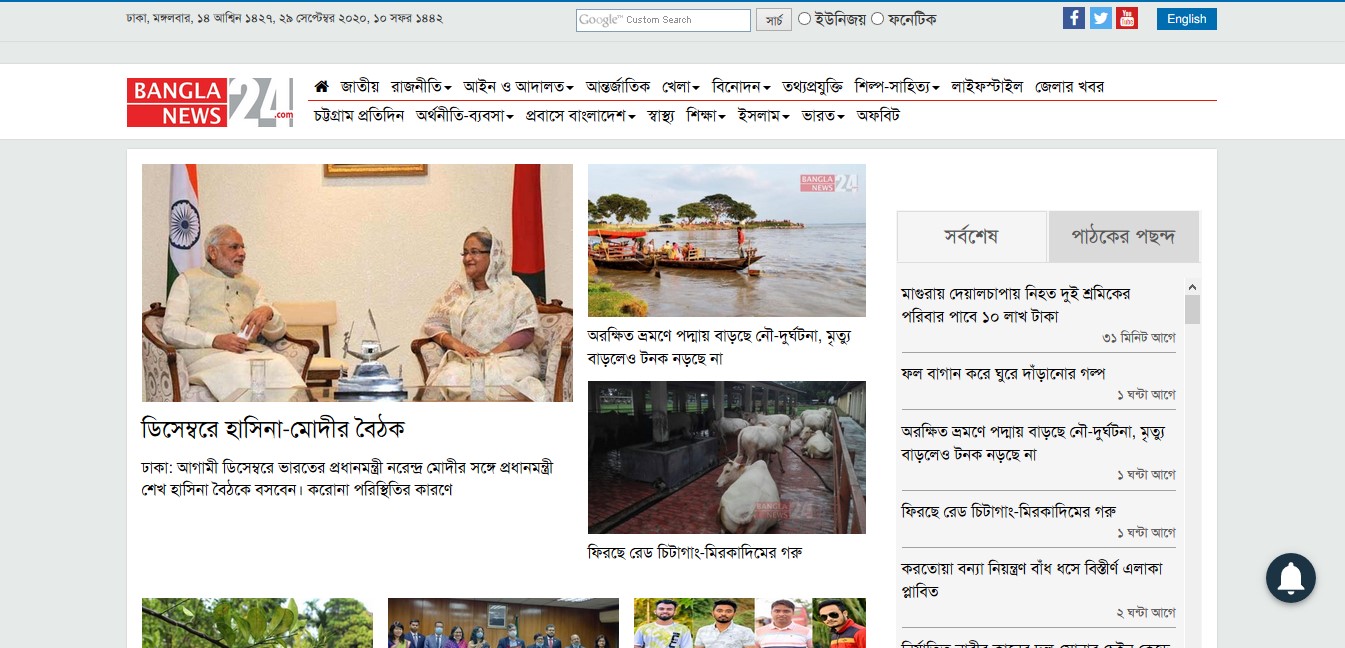 ঢাকা, মঙ্গলবার, ১৪ আশ্বিন ১৪২৭, ২৯ সেপ্টেম্বর ২০২০, ১০ সফর ১৪৪২
Google™ Custom Search
সার্চ
ইউনিজয়
ফনেটিক
f
You Tube
English
BANGLA
NEWS
24
.com
জাতীয় রাজনীতি আইন ও আদালত আন্তর্জাতিক খেলা বিনোদন তথ্যপ্রযুক্তি শিল্প-সাহিত্য লাইফস্টাইল জেলার খবর
চট্টগ্রাম প্রতিদিন অর্থনীতি-ব্যবসা প্রবাসে বাংলাদেশ স্বাস্থ্য শিক্ষা ইসলাম ভারত অফবিট
ডিসেম্বরে হাসিনা-মোদীর বৈঠক
ঢাকা: আগামী ডিসেম্বরে ভারতের প্রধানমন্ত্রী নরেন্দ্র মোদীর সঙ্গে প্রধানমন্ত্রী
শেখ হাসিনা বৈঠকে বসবেন। করোনা পরিস্থিতির কারণে
BANGLA
NEWS 24
অরক্ষিত ভ্রমণে পদ্মায় বাড়ছে নৌ-দুর্ঘটনা, মৃত্যু
বাড়লেও টনক নড়ছে না
BANGLA
NEWS 24
ফিরছে রেড চিটাগাং-মিরকাদিমের গরু
সর্বশেষ
পাঠকের পছন্দ
মাগুরায় দেয়ালচাপায় নিহত দুই শ্রমিকের
পরিবার পাবে ১০ লাখ টাকা
৩১ মিনিট আগে
ফল বাগান করে ঘুরে দাঁড়ানোর গল্প
১ ঘন্টা আগে
অরক্ষিত ভ্রমণে পদ্মায় বাড়ছে নৌ-দুর্ঘটনা, মৃত্যু
বাড়লেও টনক নড়ছে না
১ ঘন্টা আগে
ফিরছে রেড চিটাগাং-মিরকাদিমের গরু
১ ঘন্টা আগে
করতোয়া বন্যা নিয়ন্ত্রণ বাঁধ ধসে বিস্তীর্ণ এলাকা
প্লাবিত
২ ঘন্টা আগে